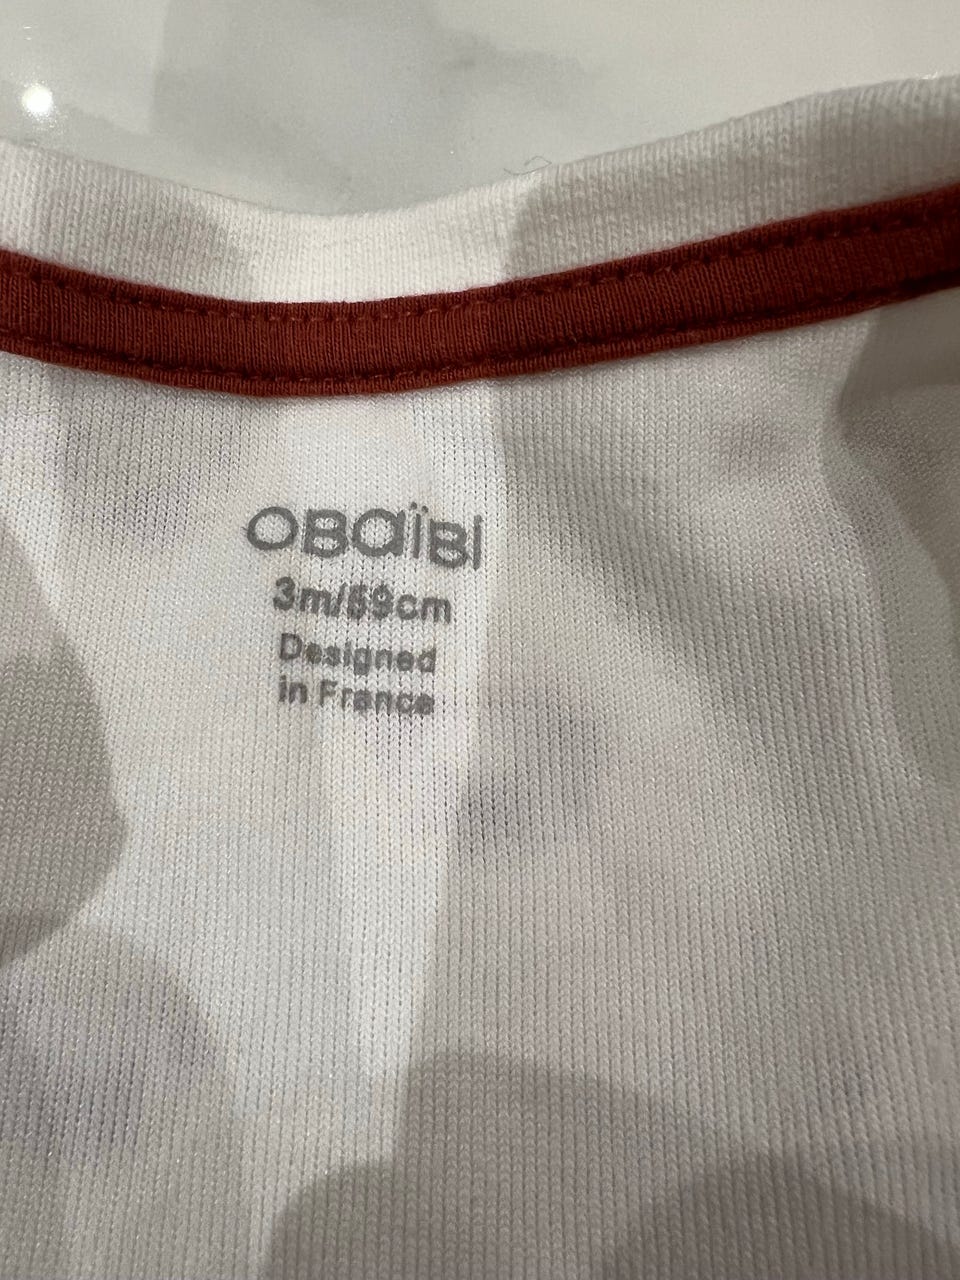 OBaïBI
3m/59cm
Designed
in France